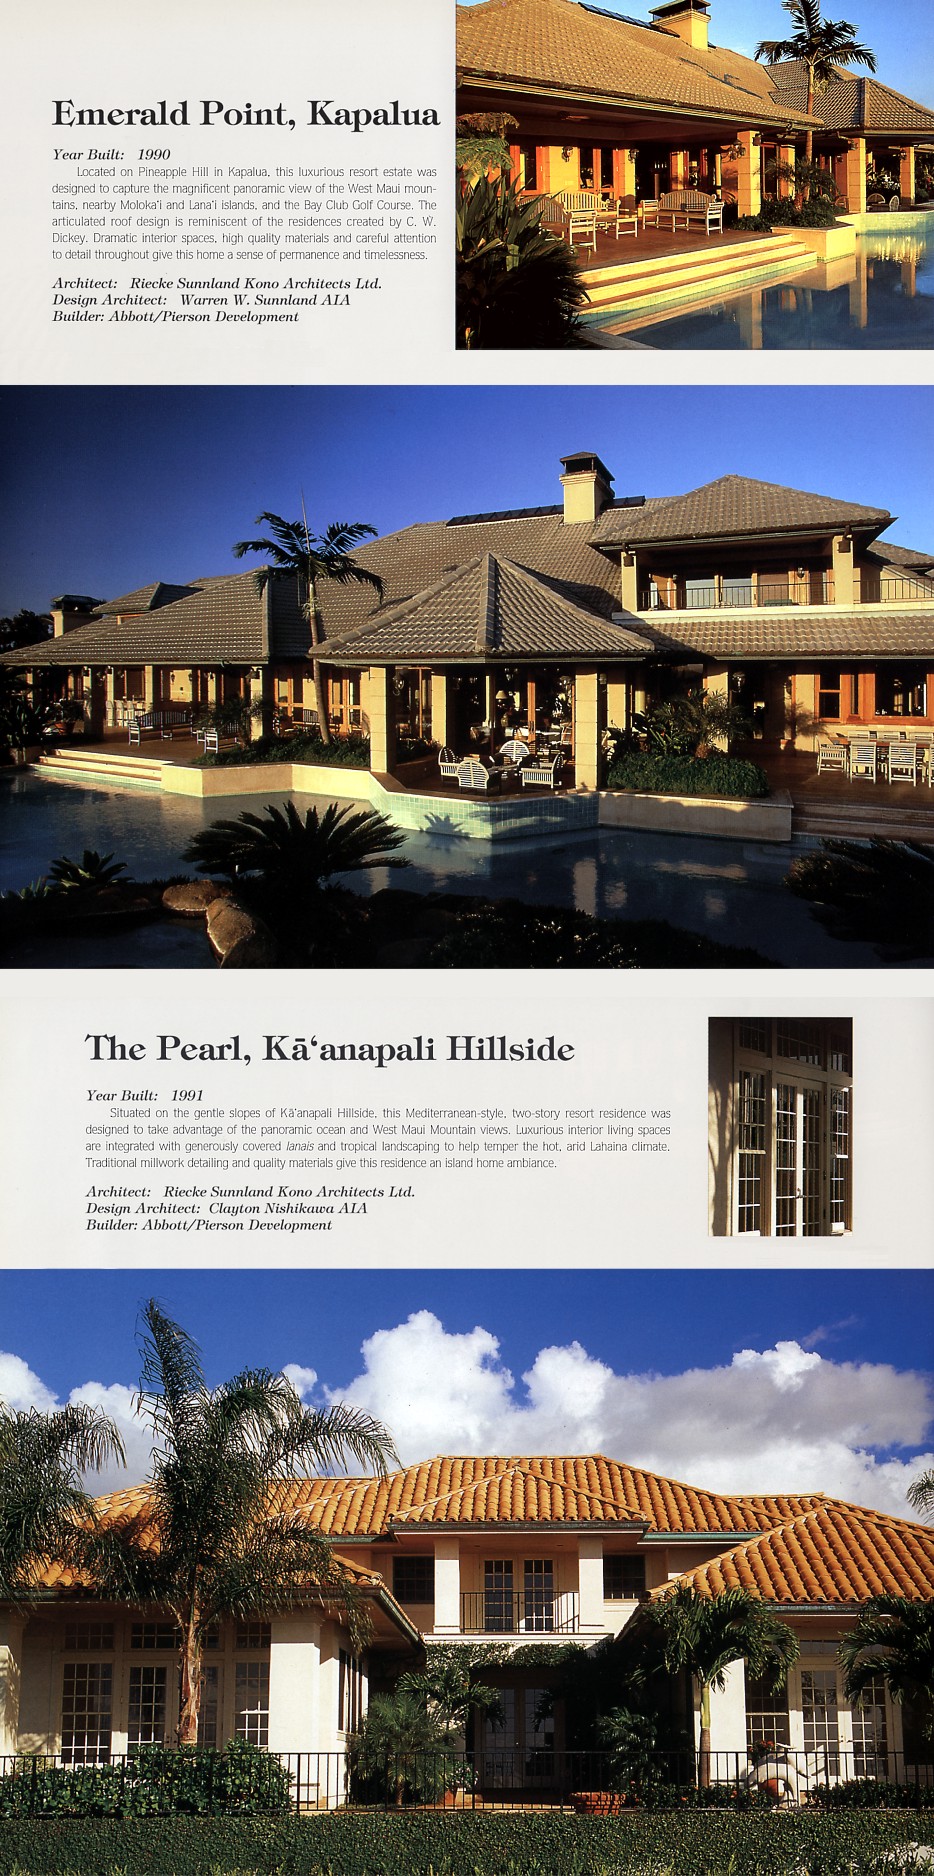 Emerald Point, Kapalua
Year Built: 1990
Located on Pineapple Hill in Kapalua, this luxurious resort estate was
designed to capture the magnificent panoramic view of the West Maui moun-
tains, nearby Moloka'i and Lana'i islands, and the Bay Club Golf Course. The
articulated roof design is reminiscent of the residences created by C. W.
Dickey. Dramatic interior spaces, high quality materials and careful attention
to detail throughout give this home a sense of permanence and timelessness.
Architect: Riecke Sunnland Kono Architects Ltd.
Design Architect: Warren W. Sunnland AIA
Builder: Abbott/Pierson Development
The Pearl, Kā‘anapali Hillside
Year Built: 1991
Situated on the gentle slopes of Kā'anapali Hillside, this Mediterranean-style, two-story resort residence was
designed to take advantage of the panoramic ocean and West Maui Mountain views. Luxurious interior living spaces
are integrated with generously covered lanais and tropical landscaping to help temper the hot, arid Lahaina climate.
Traditional millwork detailing and quality materials give this residence an island home ambiance.
Architect: Riecke Sunnland Kono Architects Ltd.
Design Architect: Clayton Nishikawa AIA
Builder: Abbott/Pierson Development